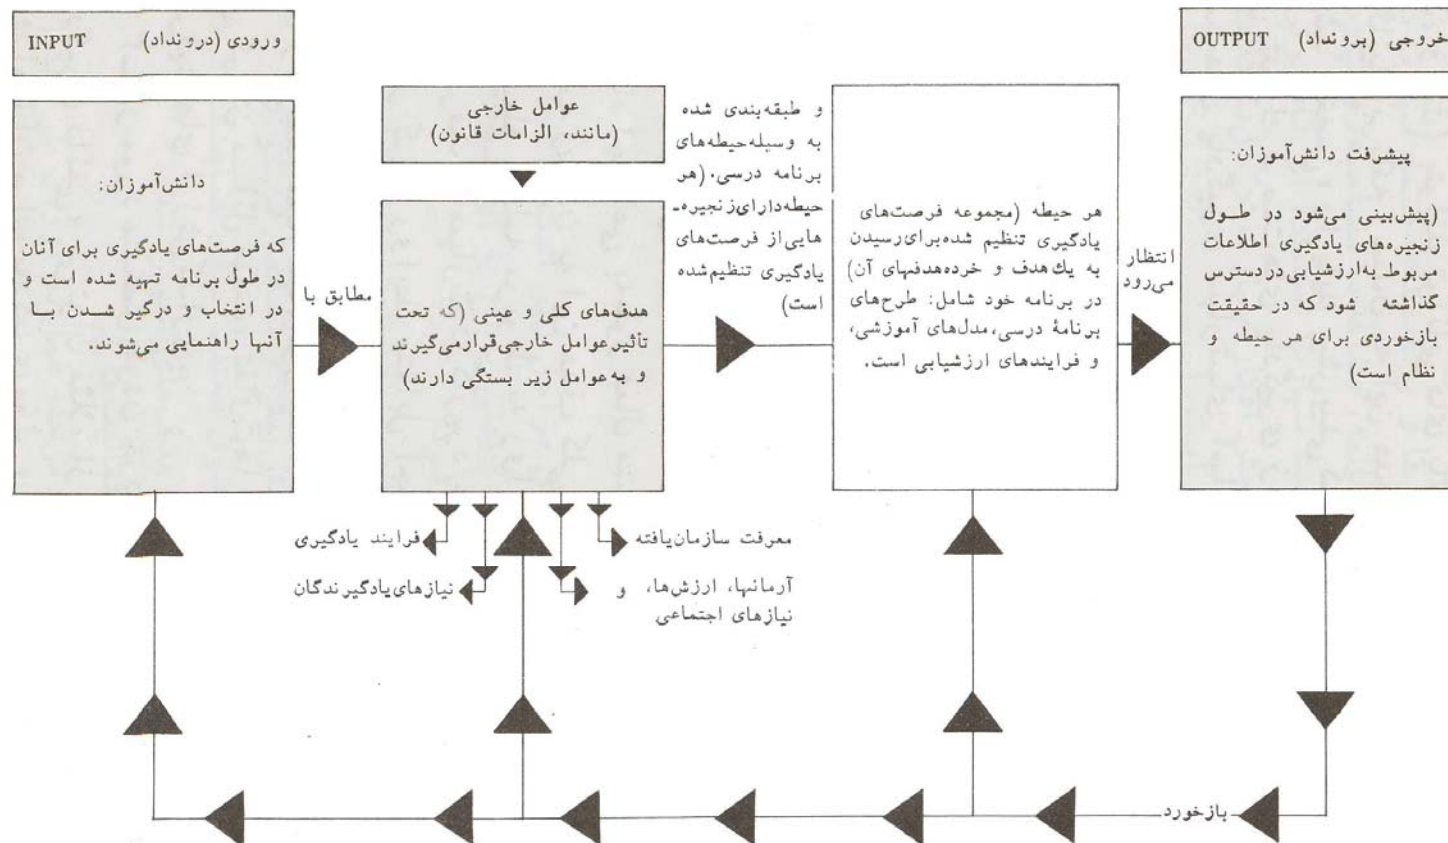 ورودی (درونداد) INPUT
دانش‌آموزان:
که فرصت‌های یادگیری برای آنان
در طول برنامه تهیه شده است و
در انتخاب و درگیر شدن بــا
آنها راهنمایی می‌شوند.
مطابق با
عوامل خارجی
(مانند، الزامات قانون)
هدف‌های کلی و عینی (که تحت
تأثیر عوامل خارجی قرار می‌گیرند
و به عوامل زیر بستگی دارند)
فرایند یادگیری
نیازهای یادگیرندگان
معرفت سازمان‌یافته
آرمانها، ارزش‌ها، و
نیازهای اجتماعی
و طبقه‌بندی شده
به وسیله حیطه‌های
برنامه درسی. (هر
حیطه دارای زنجیره-
هایی از فرصت‌های
یادگیری تنظیم شده
است)
هر حیطه (مجموعه فرصت‌های
یادگیری تنظیم شده برای رسیدن
به یك هدف و خرده هدفهای آن)
در برنامه خود شامل: طرح‌های
برنامهٔ درسی، مدل‌های آموزشی،
و فرایندهای ارزشیابی است.
انتظار
می‌رود
خروجی (برونداد) OUTPUT
پیشرفت دانش‌آموزان:
(پیش‌بینی می‌شود در طــول
زنجیره‌های یادگیری اطلاعات
مربوط به ارزشیابی در دسترس
گذاشته شود که در حقیقت
بازخوردی برای هر حیطه و
نظام است)
بازخورد